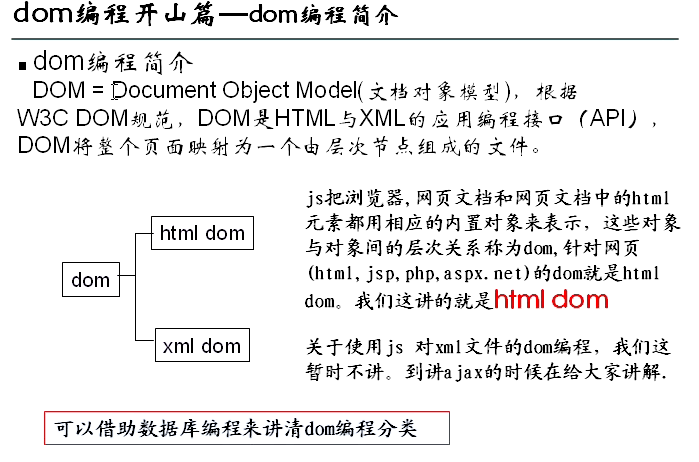 dom编程开山篇—dom编程简介
dom编程简介
DOM = Document Object Model(文档对象模型)，根据
W3C DOM规范，DOM是HTML与XML的应用编程接口（API），
DOM将整个页面映射为一个由层次节点组成的文件。
js把浏览器,网页文档和网页文档中的html
元素都用相应的内置对象来表示，这些对象
与对象间的层次关系称为dom,针对网页
(html,jsp,php,aspx.net)的dom就是html
dom。我们这讲的就是html dom
html dom
dom
xml dom
关于使用js 对xml文件的dom编程，我们这
暂时不讲。到讲ajax的时候在给大家讲解.
可以借助数据库编程来讲清dom编程分类